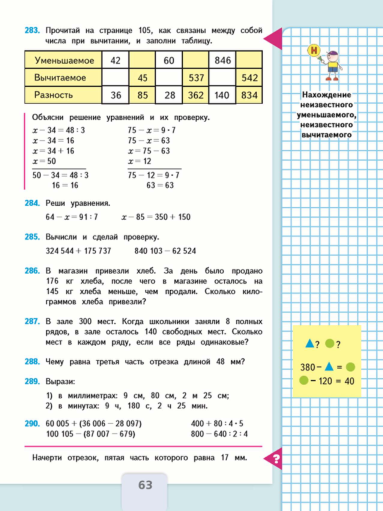 283. Прочитай на странице 105, как связаны между собой
числа при вычитании, и заполни таблицу.
Уменьшаемое 42 60 846
Вычитаемое 45 537 542
Разность 36 85 28 362 140 834
Объясни решение уравнений и их проверку.
x − 34 = 48 : 3 75 − x = 9 • 7
x − 34 = 16 75 − x = 63
x = 34 + 16 x = 75 − 63
x = 50 x = 12
50 − 34 = 48 : 3 75 − 12 = 9 • 7
16 = 16 63 = 63
284. Реши уравнения.
64 − x = 91 : 7 x − 85 = 350 + 150
285. Вычисли и сделай проверку.
324 544 + 175 737 840 103 − 62 524
286. В магазин привезли хлеб. За день было продано
176 кг хлеба, после чего в магазине осталось на
145 кг хлеба меньше, чем продали. Сколько кило-
граммов хлеба привезли?
287. В зале 300 мест. Когда школьники заняли 8 полных
рядов, в зале осталось 140 свободных мест. Сколько
мест в каждом ряду, если все ряды одинаковые?
288. Чему равна третья часть отрезка длиной 48 мм?
289. Вырази:
1) в миллиметрах: 9 см, 80 см, 2 м 25 см;
2) в минутах: 9 ч, 180 с, 2 ч 25 мин.
290. 60 005 + (36 006 − 28 097) 400 + 80 : 4 • 5
100 105 − (87 007 − 679) 800 − 640 : 2 : 4
Начерти отрезок, пятая часть которого равна 17 мм.
?
63
Н
Нахождение
неизвестного
уменьшаемого,
неизвестного
вычитаемого
▲? ●?
380 − ▲ = ●
● − 120 = 40